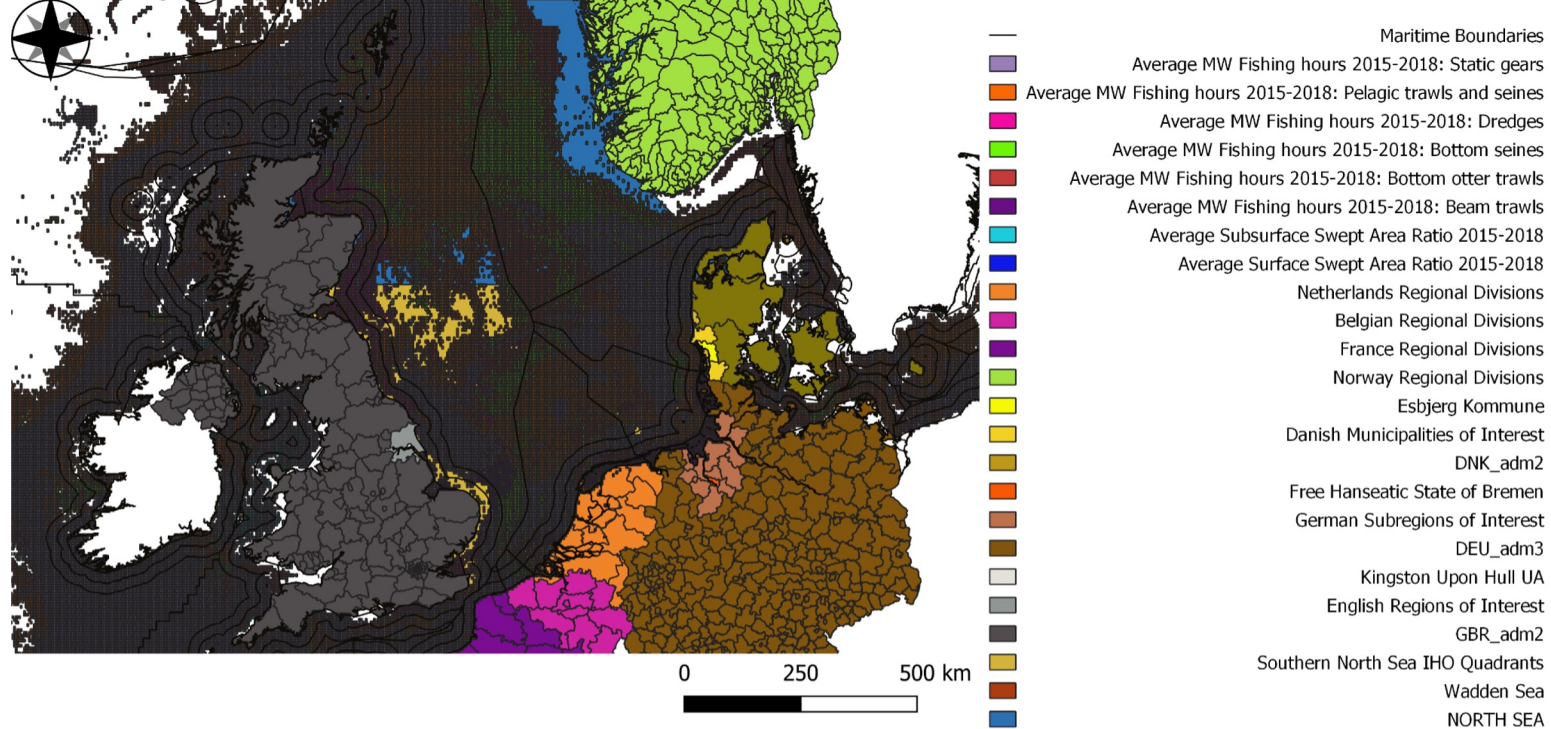 Maritime Boundaries
Average MW Fishing hours 2015-2018: Static gears
Average MW Fishing hours 2015-2018: Pelagic trawls and seines
Average MW Fishing hours 2015-2018: Dredges
Average MW Fishing hours 2015-2018: Bottom seines
Average MW Fishing hours 2015-2018: Bottom otter trawls
Average MW Fishing hours 2015-2018: Beam trawls
Average Subsurface Swept Area Ratio 2015-2018
Average Surface Swept Area Ratio 2015-2018
Netherlands Regional Divisions
Belgian Regional Divisions
France Regional Divisions
Norway Regional Divisions
Esbjerg Kommune
Danish Municipalities of Interest
DNK_adm2
Free Hanseatic State of Bremen
German Subregions of Interest
DEU_adm3
Kingston Upon Hull UA
English Regions of Interest
GBR_adm2
Southern North Sea IHO Quadrants
Wadden Sea
NORTH SEA
0 250 500 km